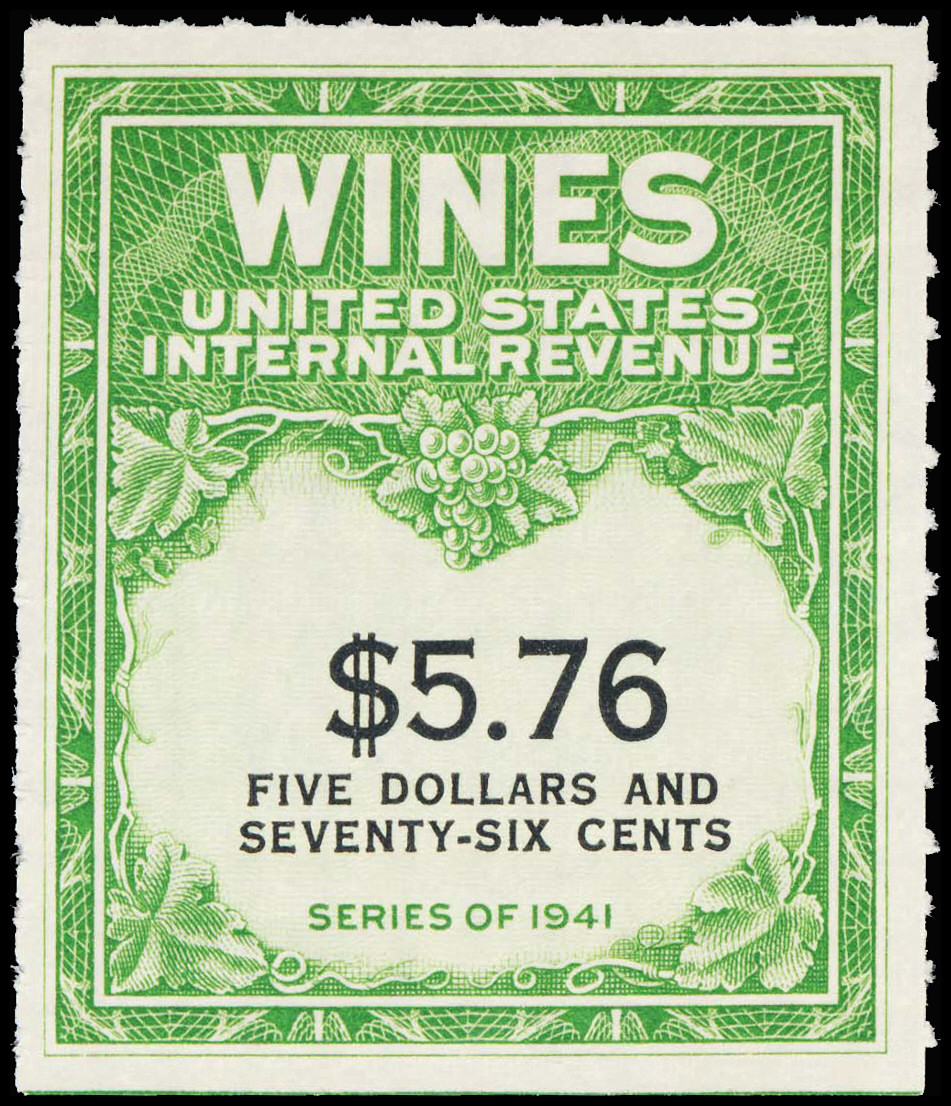 WINES
UNITED STATES
INTERNAL REVENUE
$5.76
FIVE DOLLARS AND
SEVENTY-SIX CENTS
SERIES OF 1941